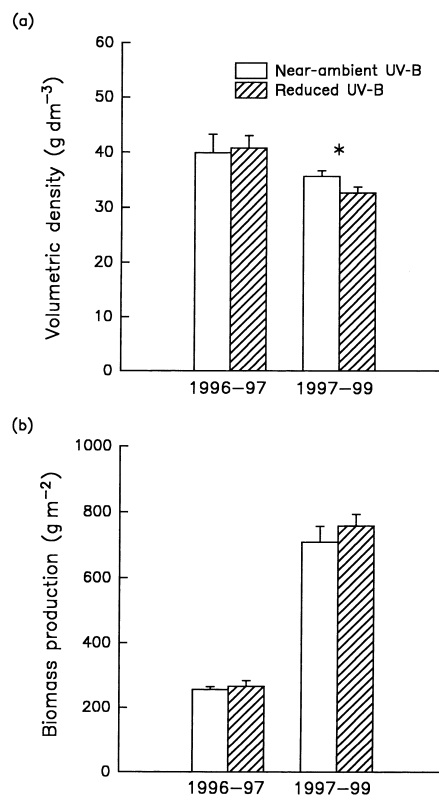 (a)
Volumetric density (g dm−3)
60
50
40
30
20
10
0
Near-ambient UV-B
Reduced UV-B
*
1996–97 1997–99
(b)
Biomass production (g m−2)
1000
800
600
400
200
0
1996–97 1997–99